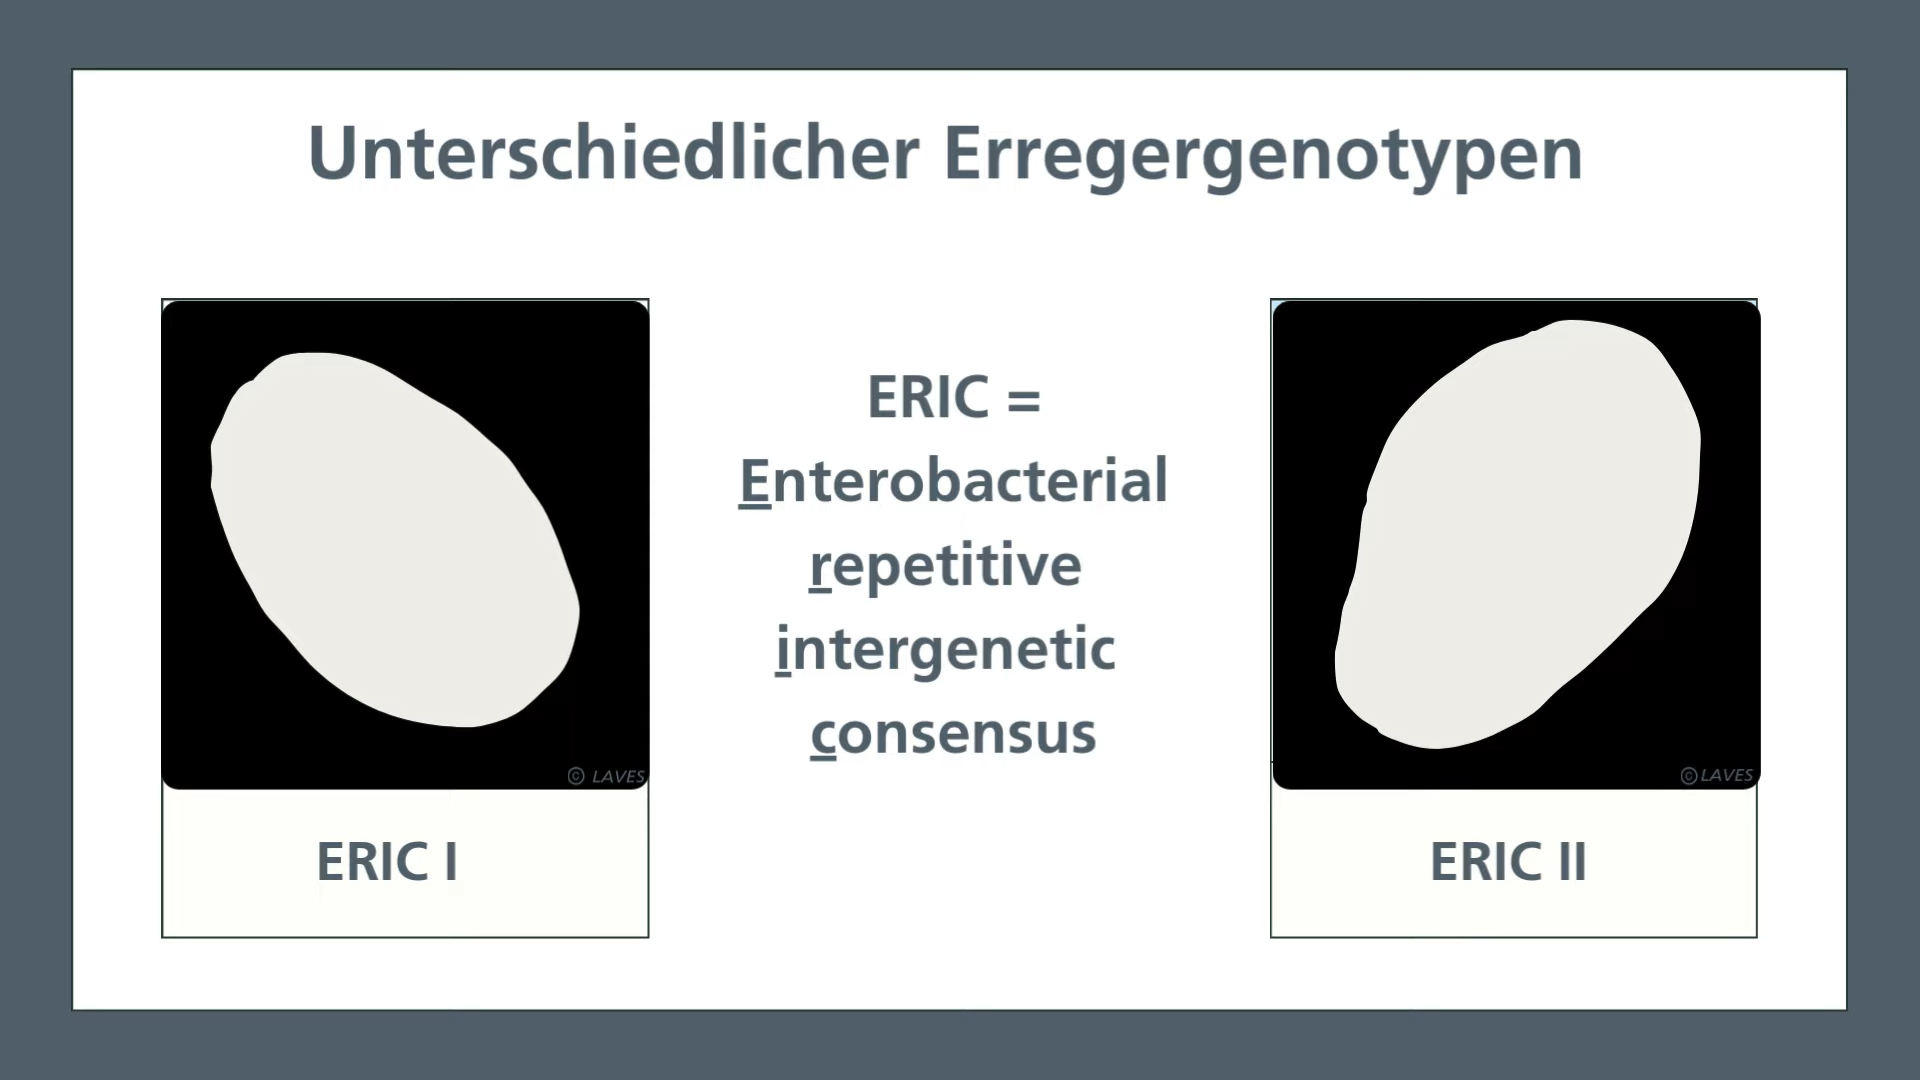 Unterschiedlicher Erregergenotypen
ERIC =
Enterobacterial
repetitive
intergenetic
consensus
© LAVES
© LAVES
ERIC I
ERIC II